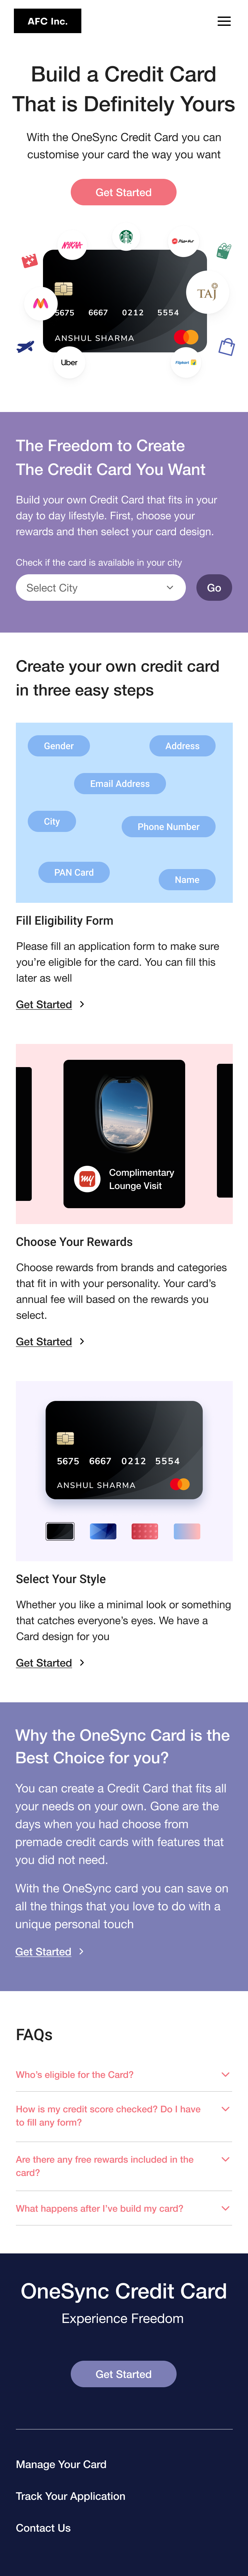 AFC Inc.
Build a Credit Card
That is Definitely Yours
With the OneSync Credit Card you can
customise your card the way you want
Get Started
NYKAA
TAJ
5675 6667 0212 5554
ANSHUL SHARMA
Uber
Flipkart
The Freedom to Create
The Credit Card You Want
Build your own Credit Card that fits in your
day to day lifestyle. First, choose your
rewards and then select your card design.
Check if the card is available in your city
Select City
Go
Create your own credit card
in three easy steps
Gender
Address
Email Address
City
Phone Number
PAN Card
Name
Fill Eligibility Form
Please fill an application form to make sure
you’re eligible for the card. You can fill this
later as well
Get Started
my
Complimentary
Lounge Visit
Choose Your Rewards
Choose rewards from brands and categories
that fit in with your personality. Your card’s
annual fee will based on the rewards you
select.
Get Started
5675 6667 0212 5554
ANSHUL SHARMA
Select Your Style
Whether you like a minimal look or something
that catches everyone’s eyes. We have a
Card design for you
Get Started
Why the OneSync Card is the
Best Choice for you?
You can create a Credit Card that fits all
your needs on your own. Gone are the
days when you had choose from
premade credit cards with features that
you did not need.
With the OneSync card you can save on
all the things that you love to do with a
unique personal touch
Get Started
FAQs
Who’s eligible for the Card?
How is my credit score checked? Do I have
to fill any form?
Are there any free rewards included in the
card?
What happens after I’ve build my card?
OneSync Credit Card
Experience Freedom
Get Started
Manage Your Card
Track Your Application
Contact Us